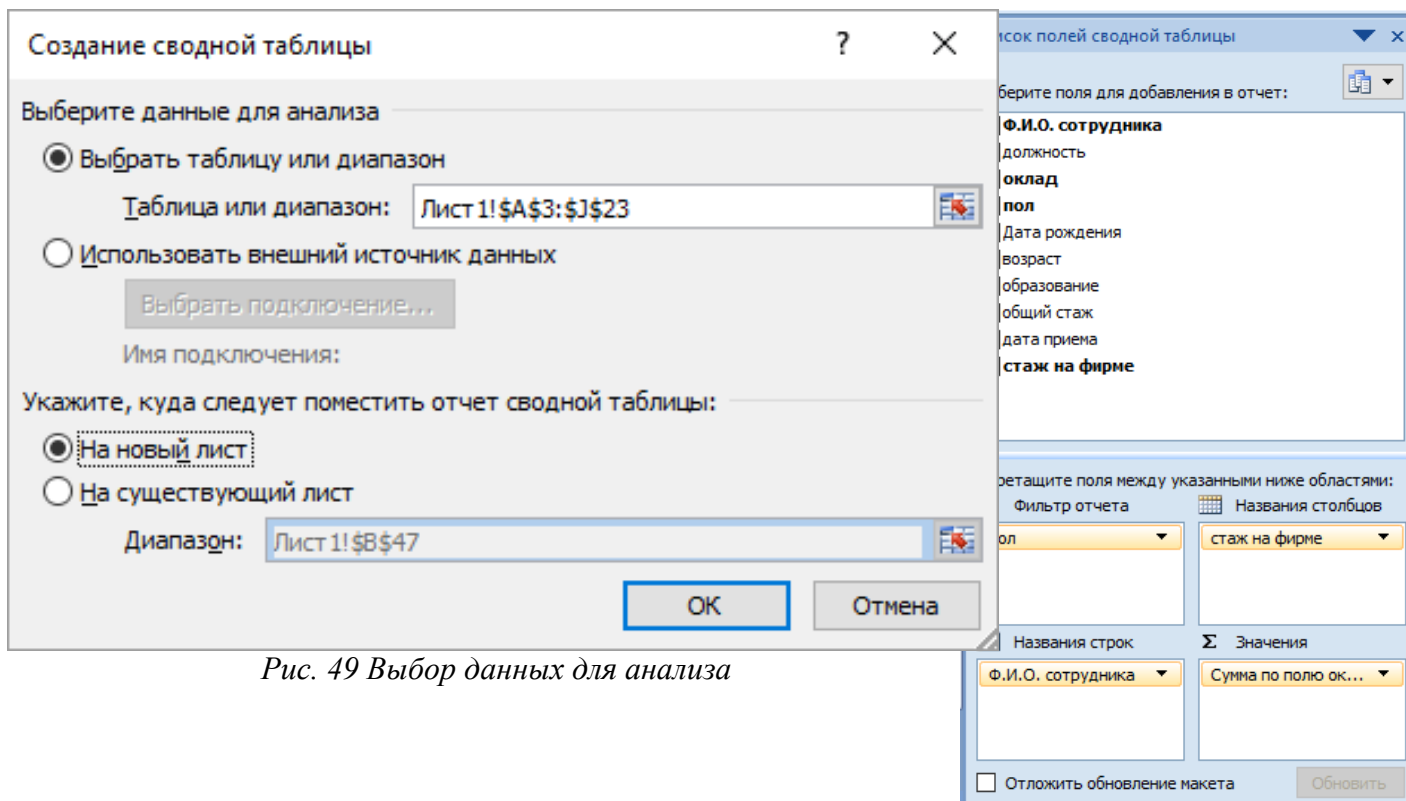 Создание сводной таблицы
?
Выберите данные для анализа
Выбрать таблицу или диапазон
Таблица или диапазон: Лист1!$A$3:$J$23
Использовать внешний источник данных
Выбрать подключение...
Имя подключения:
Укажите, куда следует поместить отчет сводной таблицы:
На новый лист
На существующий лист
Диапазон: Лист1!$B$47
ОК Отмена
Рис. 49 Выбор данных для анализа
исок полей сводной таблицы
берите поля для добавления в отчет:
Ф.И.О. сотрудника
должность
оклад
пол
Дата рождения
возраст
образование
общий стаж
дата приема
стаж на фирме
ретащите поля между указанными ниже областями:
Фильтр отчета Названия столбцов
ол стаж на фирме
Названия строк Σ Значения
Ф.И.О. сотрудника Сумма по полю ок...
Отложить обновление макета Обновить